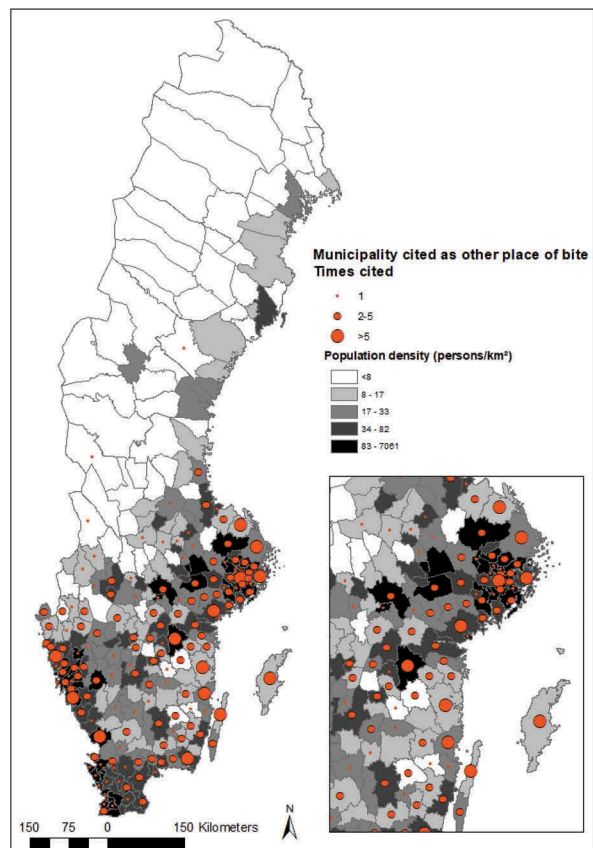 Municipality cited as other place of bite
Times cited
1
2-5
>5
Population density (persons/km²)
<8
8 - 17
17 - 33
34 - 82
83 - 7061
N
150 75 0 150 Kilometers